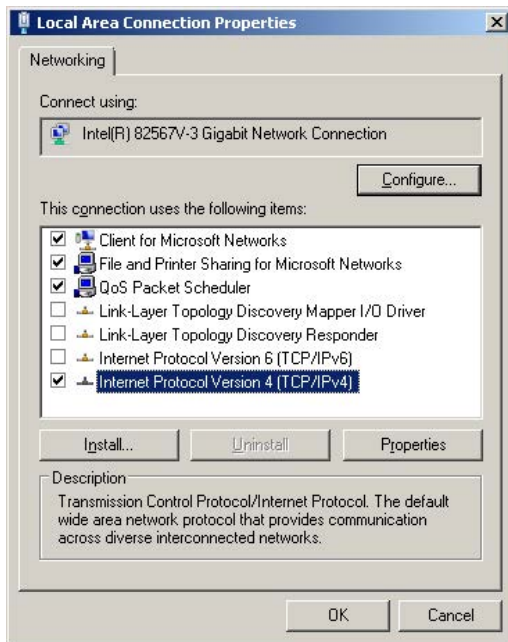 Local Area Connection Properties
Networking
Connect using:
Intel(R) 82567V-3 Gigabit Network Connection
Configure...
This connection uses the following items:
Client for Microsoft Networks
File and Printer Sharing for Microsoft Networks
QoS Packet Scheduler
Link-Layer Topology Discovery Mapper I/O Driver
Link-Layer Topology Discovery Responder
Internet Protocol Version 6 (TCP/IPv6)
Internet Protocol Version 4 (TCP/IPv4)
Install... Uninstall Properties
Description
Transmission Control Protocol/Internet Protocol. The default
wide area network protocol that provides communication
across diverse interconnected networks.
OK Cancel